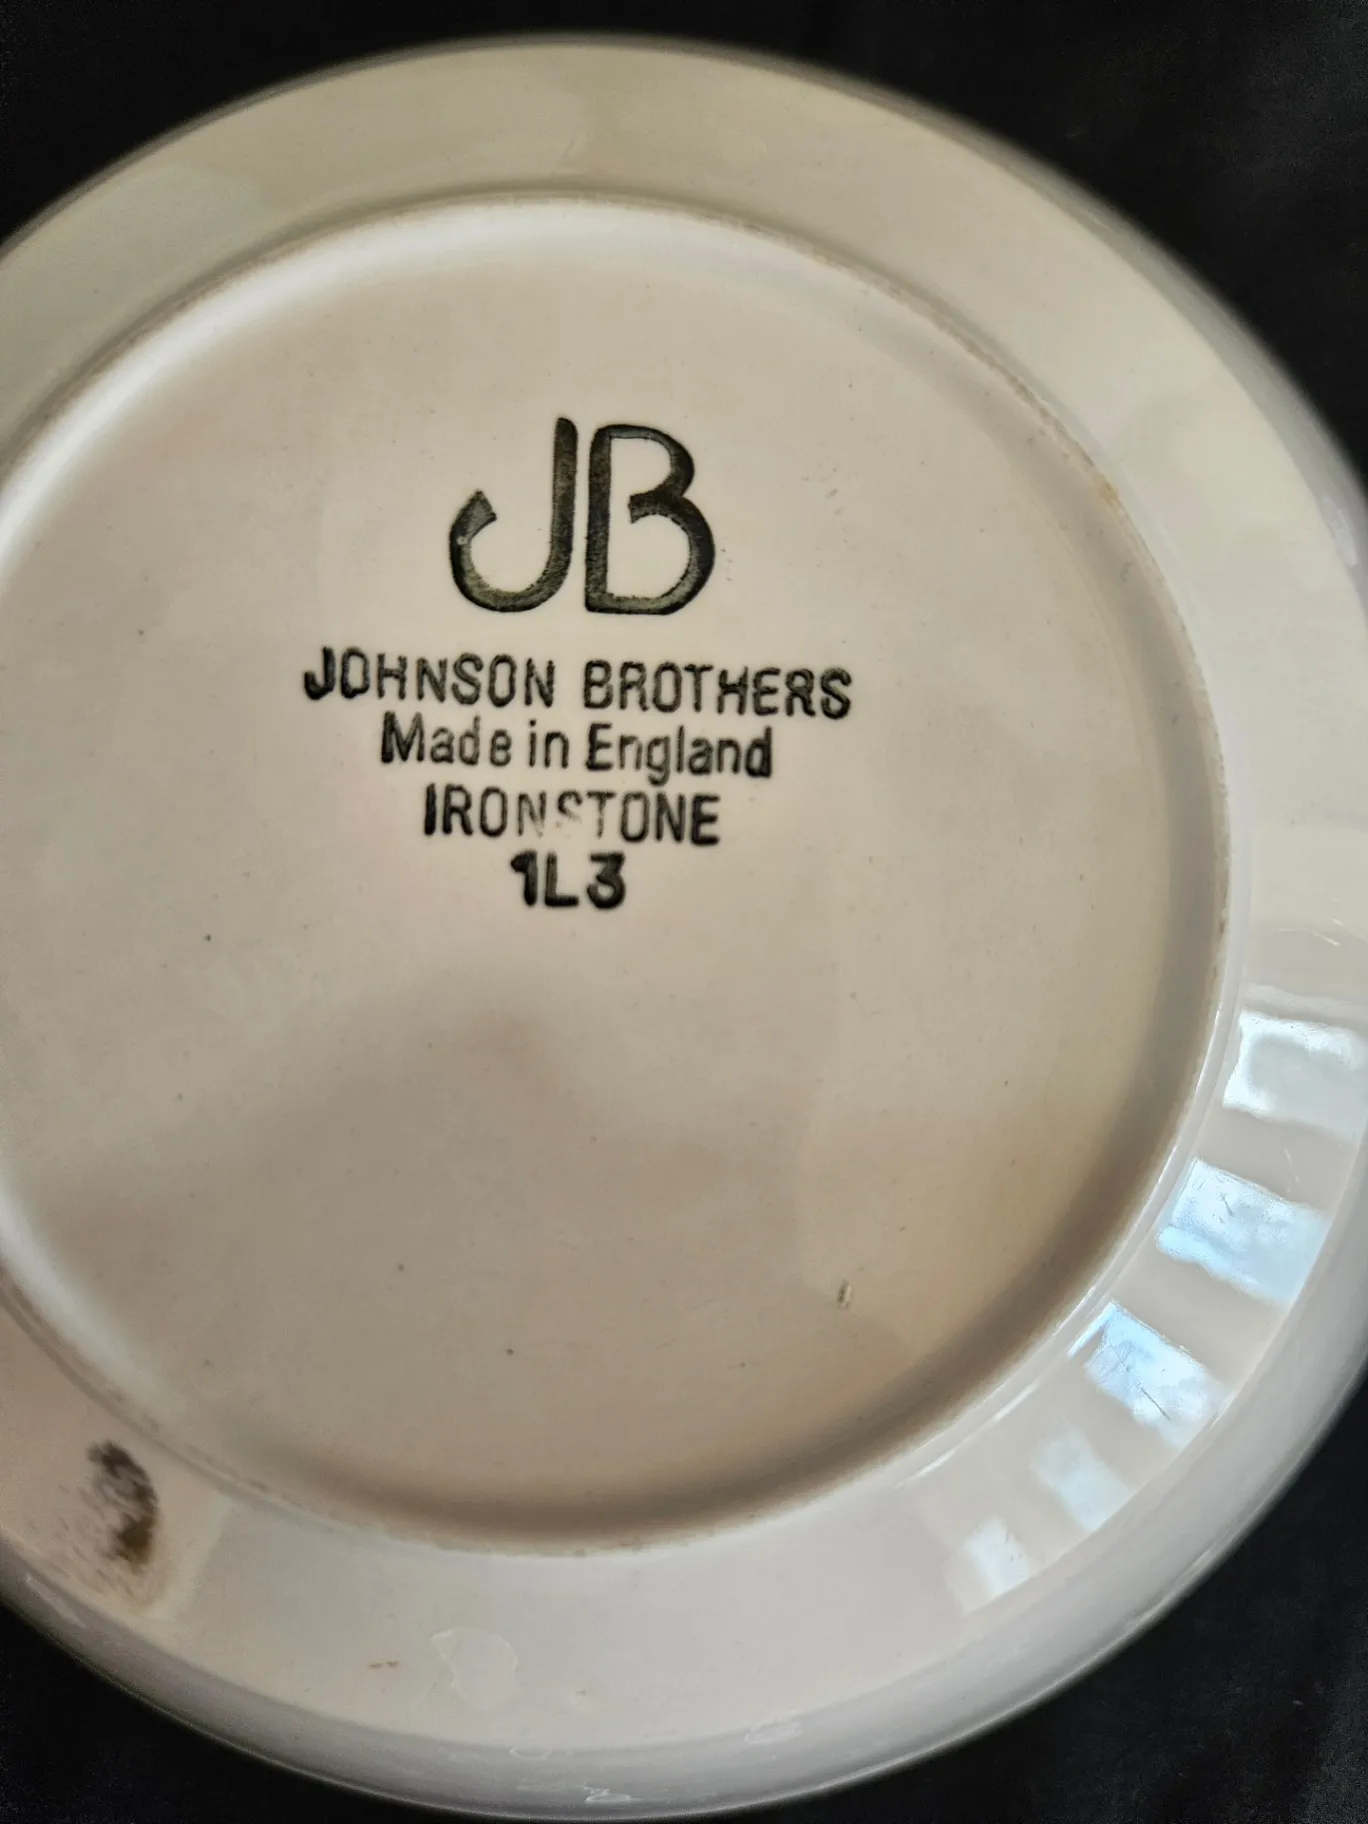 JB
JOHNSON BROTHERS
Made in England
IRONSTONE
1L3